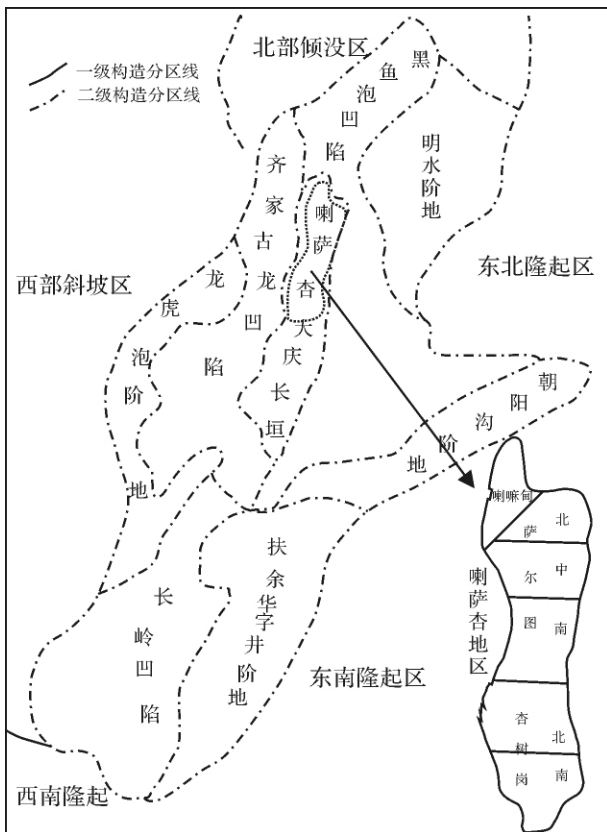 北部倾没区
一级构造分区线
二级构造分区线
黑鱼泡凹陷
明水阶地
齐家古龙凹陷
喇萨杏
东北隆起区
西部斜坡区
龙虎泡阶地
大庆长垣
朝阳沟阶地
喇嘛甸
萨尔图
北
中
南
喇萨杏地区
杏树岗
北
南
扶余华字井阶地
长岭凹陷
东南隆起区
西南隆起